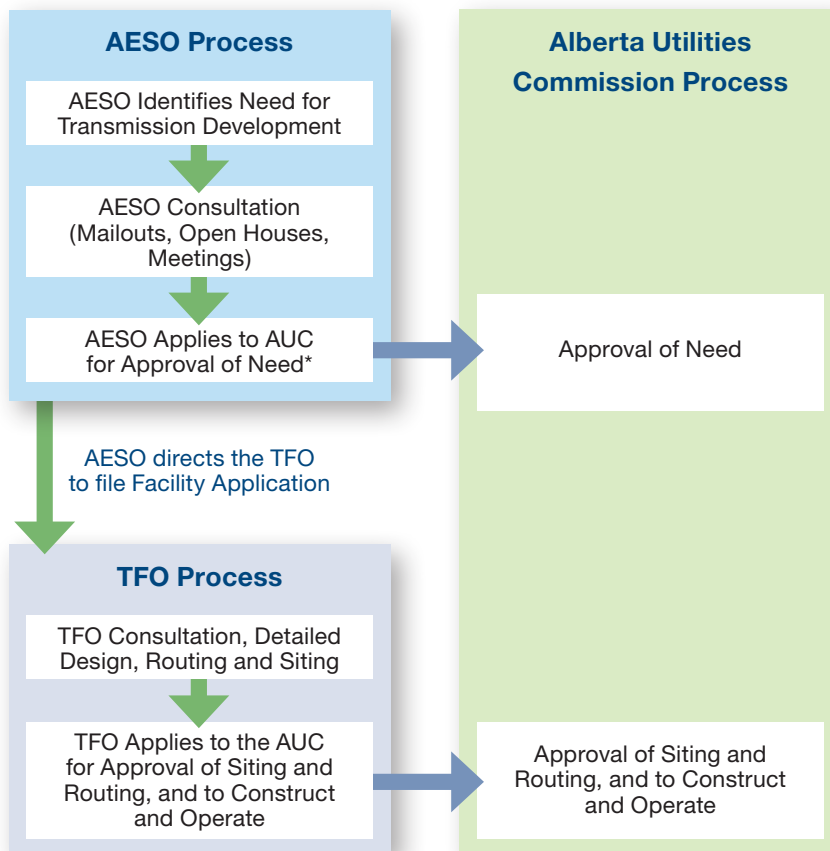 AESO Process
AESO Identifies Need for
Transmission Development
AESO Consultation
(Mailouts, Open Houses,
Meetings)
AESO Applies to AUC
for Approval of Need*
AESO directs the TFO
to file Facility Application
TFO Process
TFO Consultation, Detailed
Design, Routing and Siting
TFO Applies to the AUC
for Approval of Siting and
Routing, and to Construct
and Operate
Alberta Utilities
Commission Process
Approval of Need
Approval of Siting and
Routing, and to Construct
and Operate